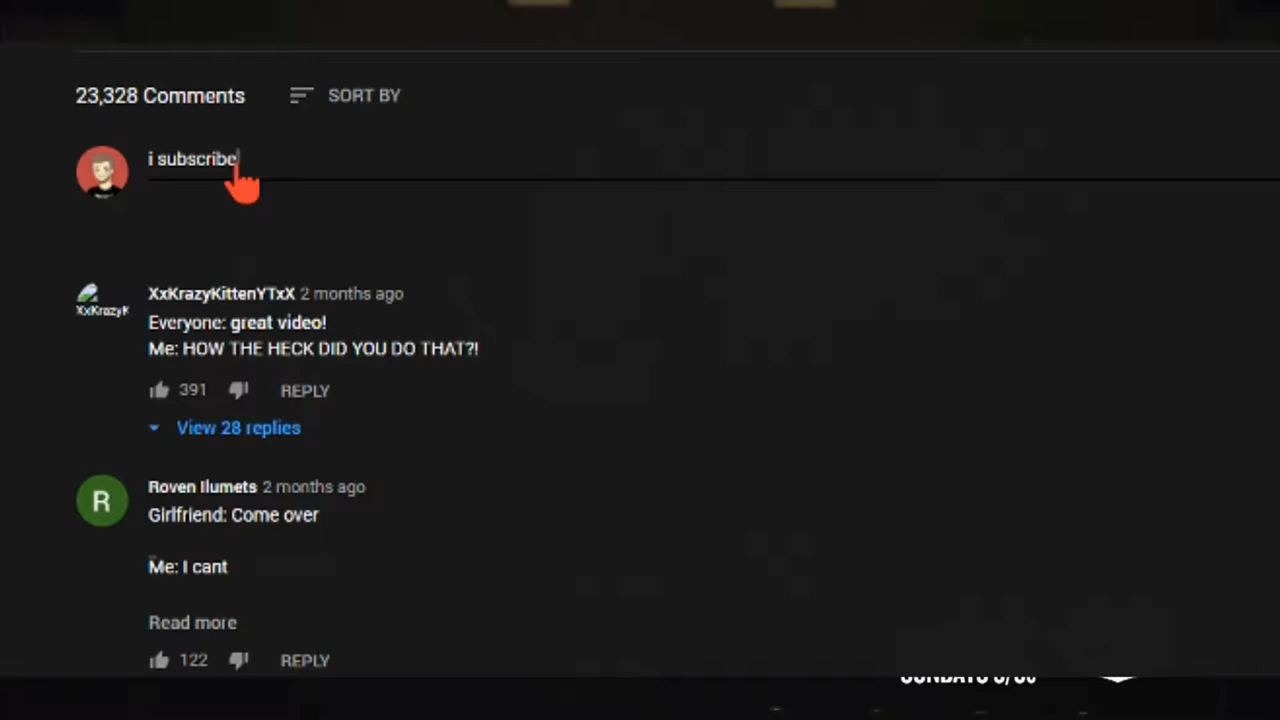 23,328 Comments
SORT BY
i subscribe
XxKrazyKittenYTxX 2 months ago
XxKrazyK
Everyone: great video!
Me: HOW THE HECK DID YOU DO THAT?!
391
REPLY
View 28 replies
R
Roven Ilumets 2 months ago
Girlfriend: Come over
Me: I cant
Read more
122
REPLY